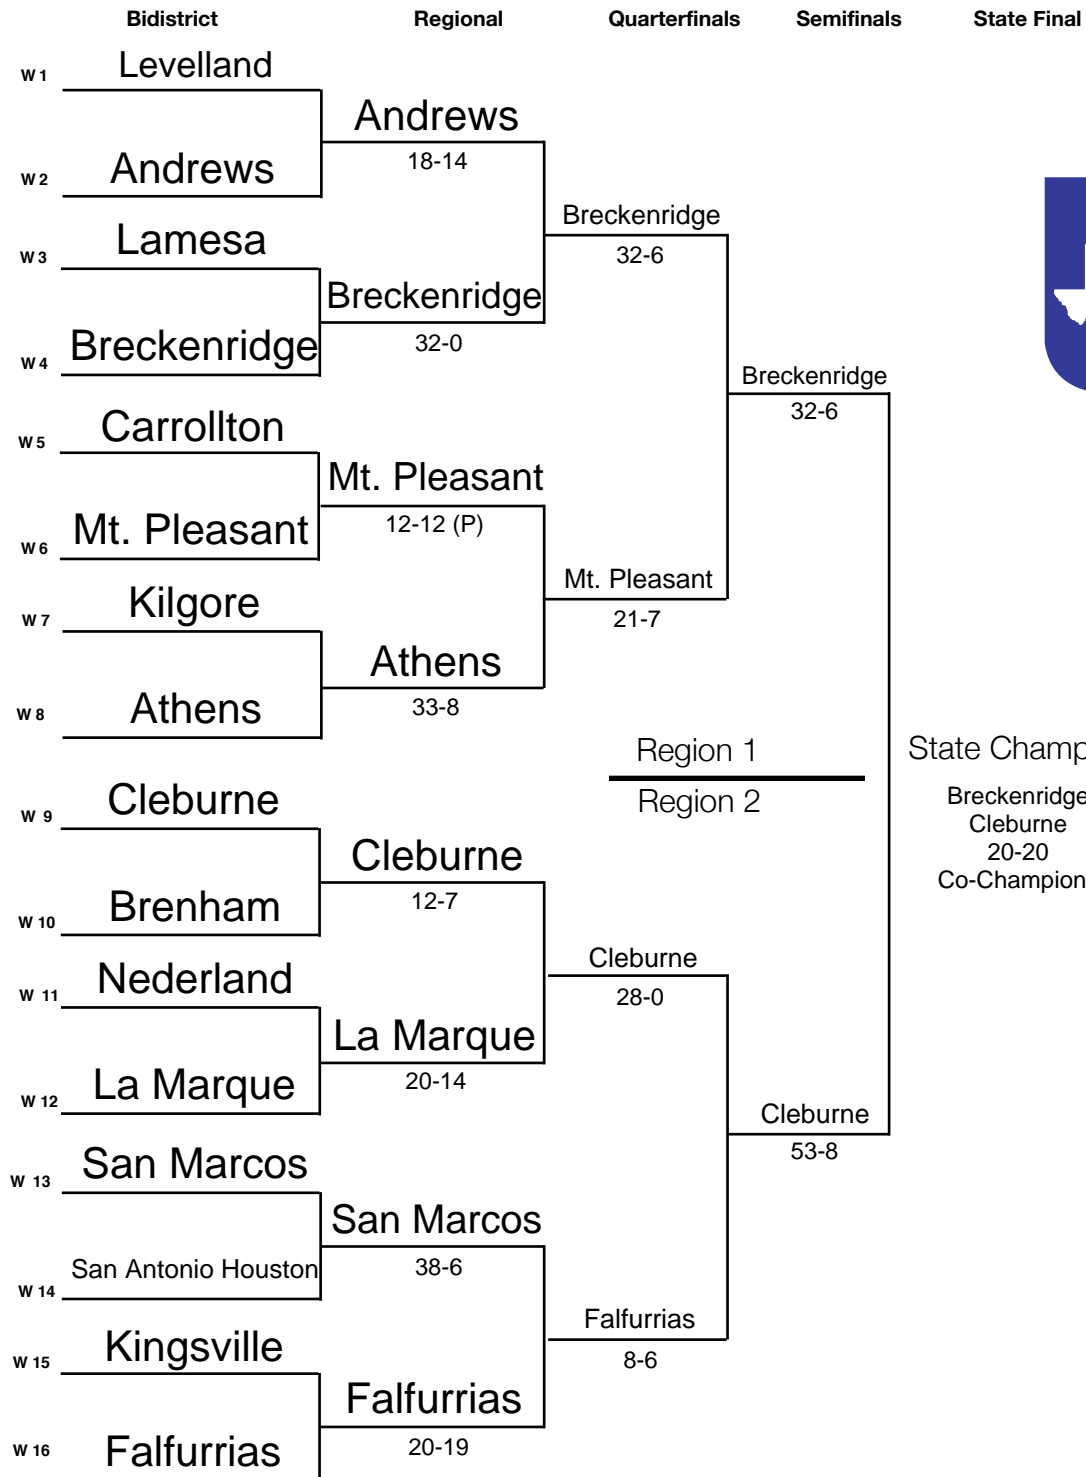 Bidistrict Regional Quarterfinals Semifinals State Final
W 1 Levelland
Andrews
18-14
W 2 Andrews
Breckenridge
32-6
W 3 Lamesa
Breckenridge
32-0
W 4 Breckenridge
Breckenridge
32-6
W 5 Carrollton
Mt. Pleasant
12-12 (P)
W 6 Mt. Pleasant
Mt. Pleasant
21-7
W 7 Kilgore
Athens
33-8
W 8 Athens
Region 1
Region 2
State Champ
Breckenridge
Cleburne
20-20
Co-Champion
W 9 Cleburne
Cleburne
12-7
W 10 Brenham
Cleburne
28-0
W 11 Nederland
La Marque
20-14
W 12 La Marque
Cleburne
53-8
W 13 San Marcos
San Marcos
38-6
W 14 San Antonio Houston
Falfurrias
8-6
W 15 Kingsville
Falfurrias
20-19
W 16 Falfurrias